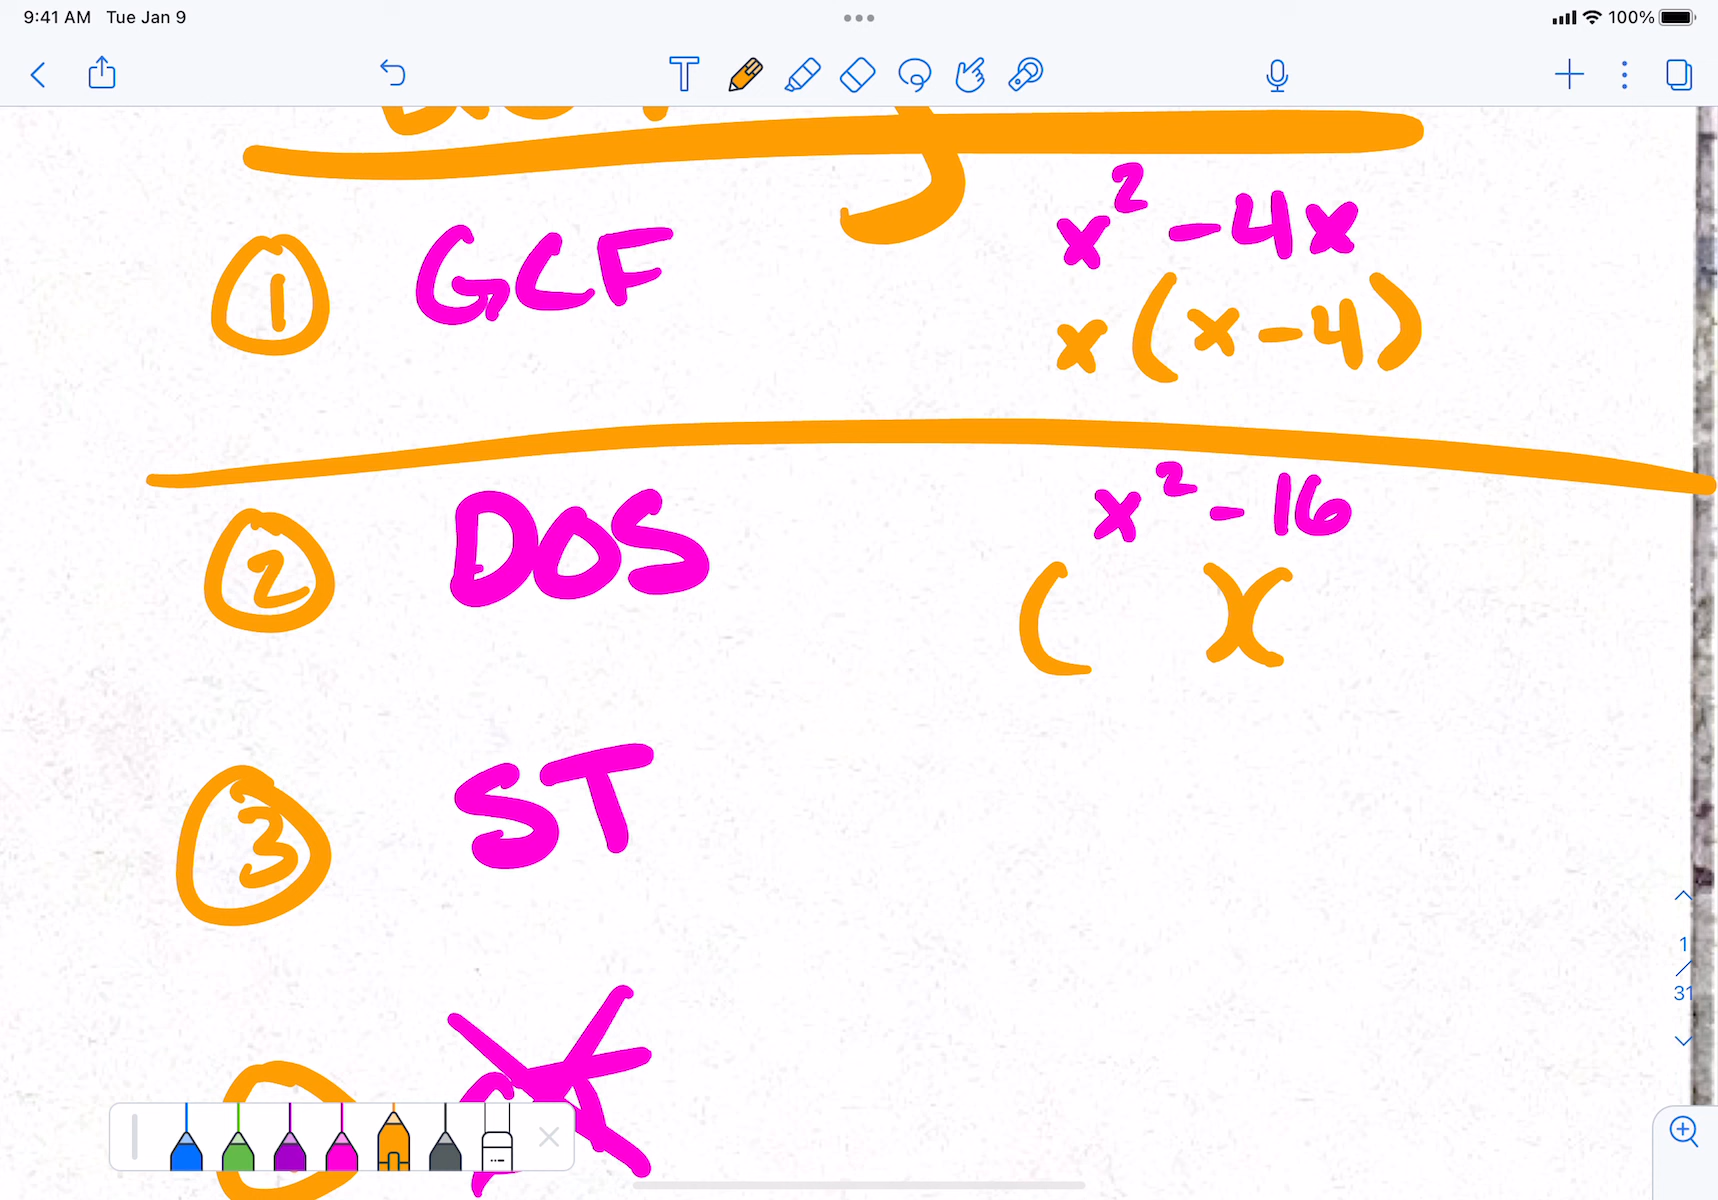 9:41 AM Tue Jan 9
100%
x² - 4x
① GCF
x(x-4)
x² - 16
② DOS
( )(
③ ST
1
/
31